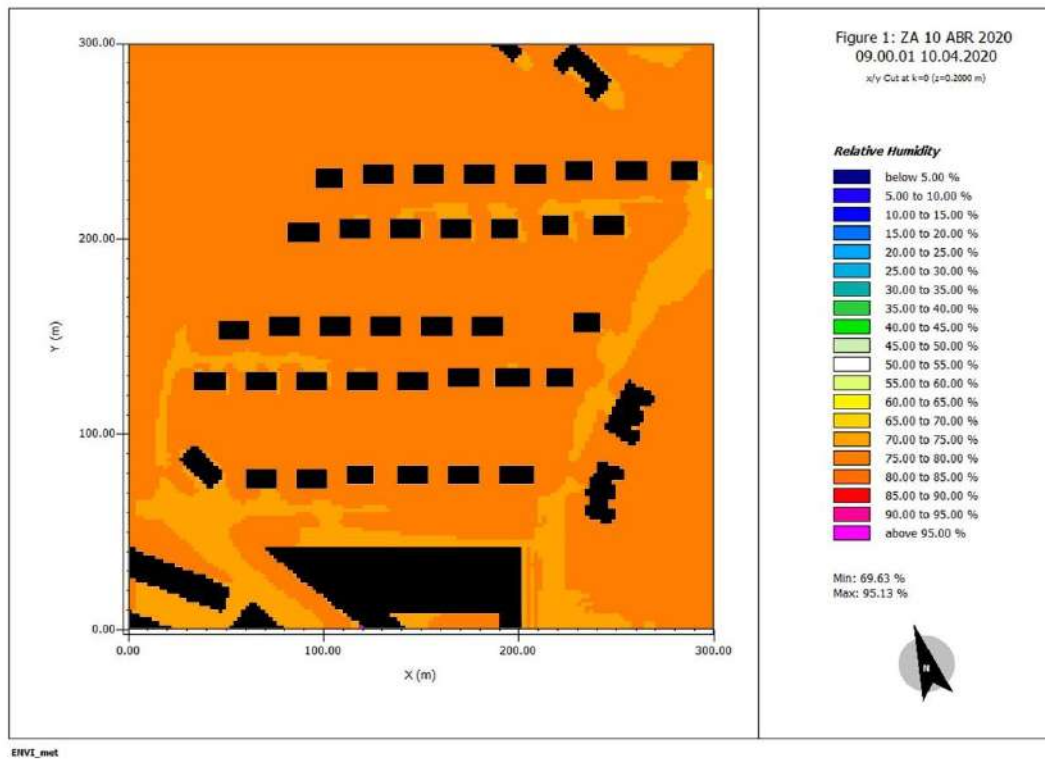 Figure 1: ZA 10 ABR 2020
09.00.01 10.04.2020
x/y Cut at k=0 (z=0.2000 m)
300.00
200.00
100.00
0.00
Y (m)
0.00 100.00 200.00 300.00
X (m)
Relative Humidity
below 5.00 %
5.00 to 10.00 %
10.00 to 15.00 %
15.00 to 20.00 %
20.00 to 25.00 %
25.00 to 30.00 %
30.00 to 35.00 %
35.00 to 40.00 %
40.00 to 45.00 %
45.00 to 50.00 %
50.00 to 55.00 %
55.00 to 60.00 %
60.00 to 65.00 %
65.00 to 70.00 %
70.00 to 75.00 %
75.00 to 80.00 %
80.00 to 85.00 %
85.00 to 90.00 %
90.00 to 95.00 %
above 95.00 %
Min: 69.63 %
Max: 95.13 %
N
ENVI_met